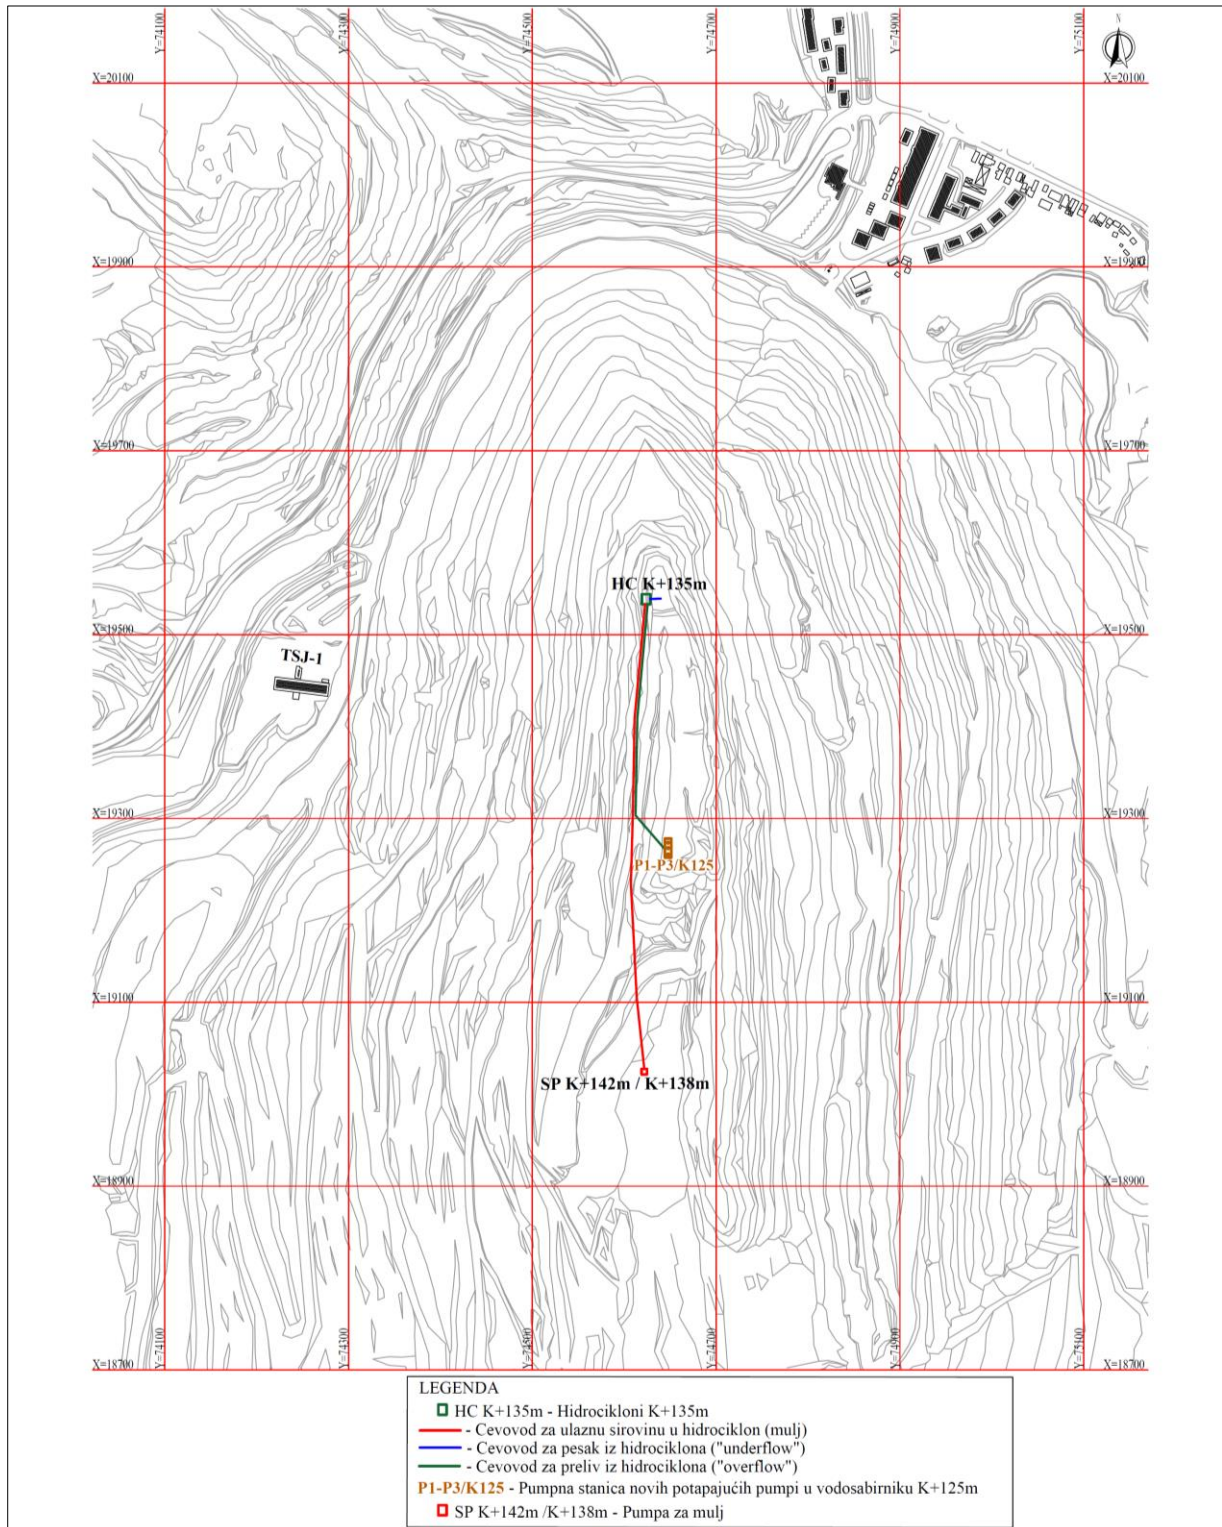 Y=74100
Y=74300
Y=74500
Y=74700
Y=74900
Y=75100
N
X=20100
X=20100
X=19900
X=19900
X=19700
X=19700
HC K+135m
X=19500
X=19500
TSJ-1
X=19300
X=19300
P1-P3/K125
X=19100
X=19100
SP K+142m / K+138m
X=18900
X=18900
Y=74100
Y=74300
Y=74500
Y=74700
Y=74900
Y=75100
X=18700
X=18700
LEGENDA
HC K+135m - Hidrocikloni K+135m
- Cevovod za ulaznu sirovinu u hidrociklon (mulj)
- Cevovod za pesak iz hidrociklona ("underflow")
- Cevovod za preliv iz hidrociklona ("overflow")
P1-P3/K125 - Pumpna stanica novih potapajućih pumpi u vodosabirniku K+125m
SP K+142m /K+138m - Pumpa za mulj